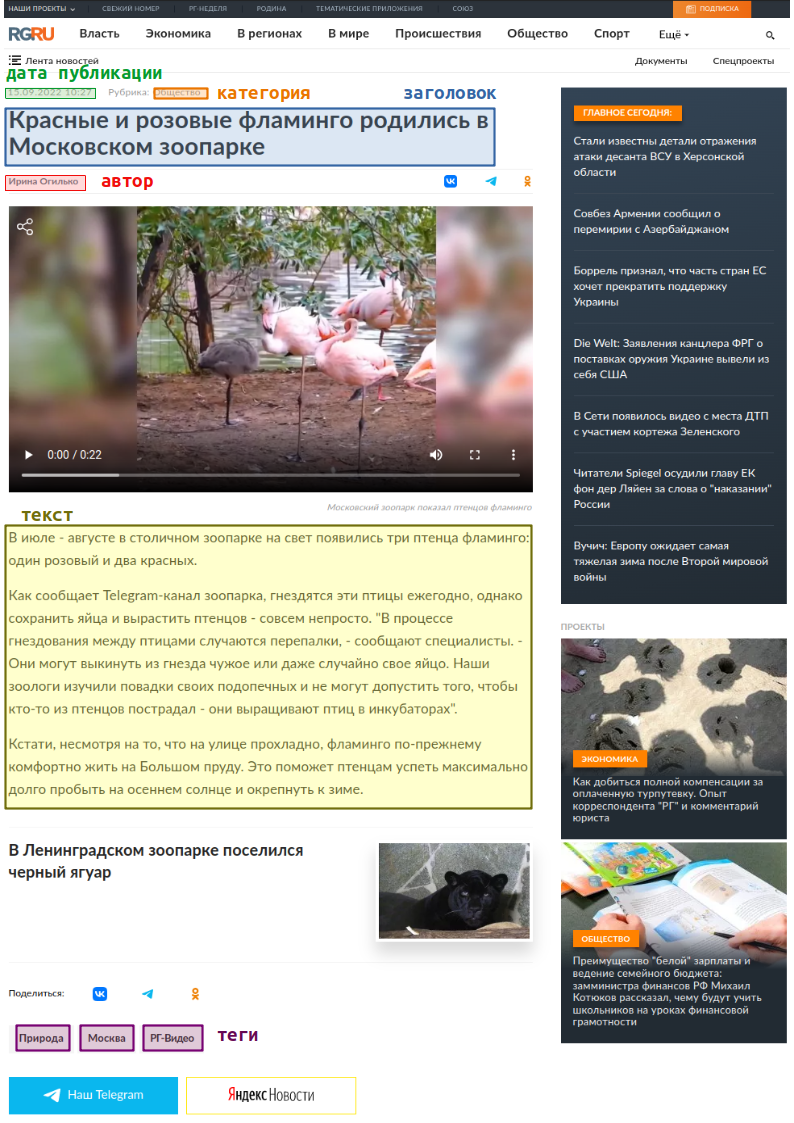 НАШИ ПРОЕКТЫ СВЕЖИЙ НОМЕР РГ-НЕДЕЛЯ РОДИНА ТЕМАТИЧЕСКИЕ ПРИЛОЖЕНИЯ СОЮЗ ПОДПИСКА
RGRU Власть Экономика В регионах В мире Происшествия Общество Спорт Ещё
Лента новостей Документы Спецпроекты
дата публикации
15.09.2022 10:27 Рубрика: Общество категория заголовок
Красные и розовые фламинго родились в
Московском зоопарке
Ирина Огилько автор
0:00 / 0:22
Московский зоопарк показал птенцов фламинго
текст
В июле - августе в столичном зоопарке на свет появились три птенца фламинго:
один розовый и два красных.
Как сообщает Telegram-канал зоопарка, гнездятся эти птицы ежегодно, однако
сохранить яйца и вырастить птенцов - совсем непросто. "В процессе
гнездования между птицами случаются перепалки, - сообщают специалисты. -
Они могут выкинуть из гнезда чужое или даже случайно свое яйцо. Наши
зоологи изучили повадки своих подопечных и не могут допустить того, чтобы
кто-то из птенцов пострадал - они выращивают птиц в инкубаторах".
Кстати, несмотря на то, что на улице прохладно, фламинго по-прежнему
комфортно жить на Большом пруду. Это поможет птенцам успеть максимально
долго пробыть на осеннем солнце и окрепнуть к зиме.
В Ленинградском зоопарке поселился
черный ягуар
Поделиться:
Природа Москва РГ-Видео теги
Наш Telegram Яндекс Новости
ГЛАВНОЕ СЕГОДНЯ:
Стали известны детали отражения
атаки десанта ВСУ в Херсонской
области
Совбез Армении сообщил о
перемирии с Азербайджаном
Боррель признал, что часть стран ЕС
хочет прекратить поддержку
Украины
Die Welt: Заявления канцлера ФРГ о
поставках оружия Украине вывели из
себя США
В Сети появилось видео с места ДТП
с участием кортежа Зеленского
Читатели Spiegel осудили главу ЕК
фон дер Ляйен за слова о "наказании"
России
Вучич: Европу ожидает самая
тяжелая зима после Второй мировой
войны
ПРОЕКТЫ
ЭКОНОМИКА
Как добиться полной компенсации за
оплаченную турпутевку. Опыт
корреспондента "РГ" и комментарий
юриста
ОБЩЕСТВО
Преимущество "белой" зарплаты и
ведение семейного бюджета:
замминистра финансов РФ Михаил
Котюков рассказал, чему будут учить
школьников на уроках финансовой
грамотности